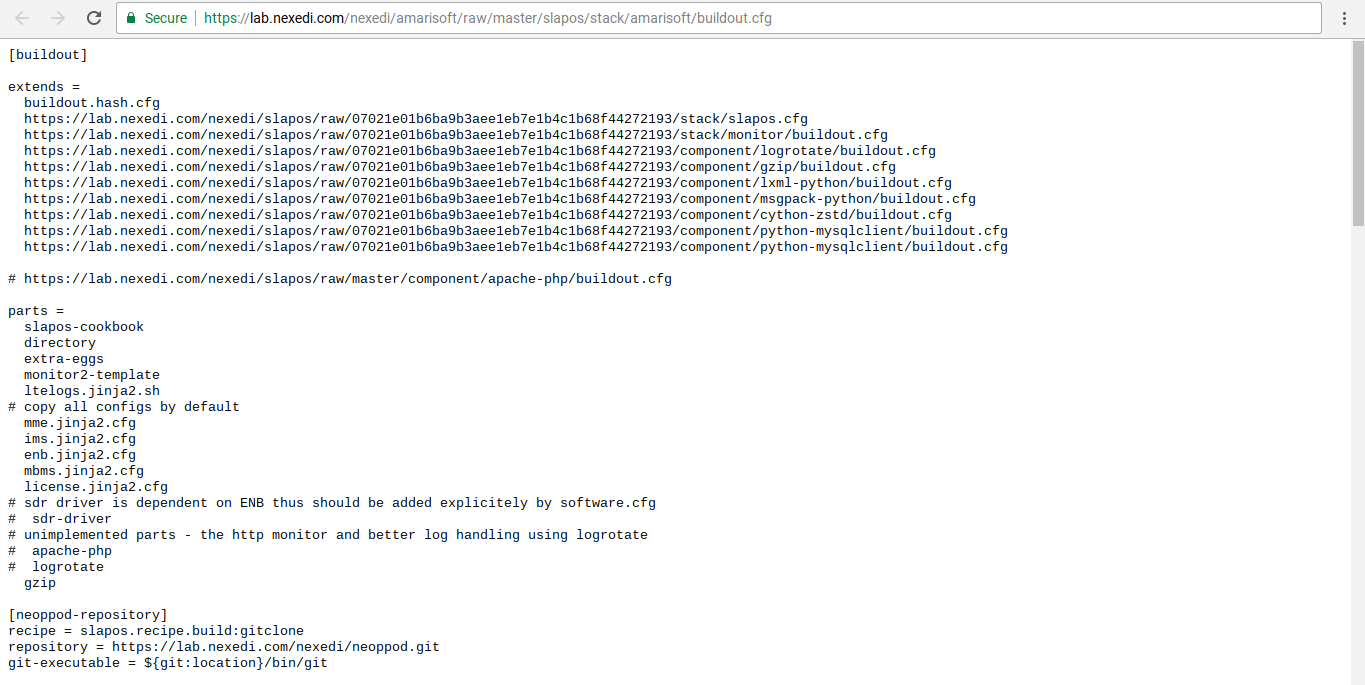 Secure https://lab.nexedi.com/nexedi/amarisoft/raw/master/slapos/stack/amarisoft/buildout.cfg
[buildout]
extends =
  buildout.hash.cfg
  https://lab.nexedi.com/nexedi/slapos/raw/07021e01b6ba9b3aee1eb7e1b4c1b68f44272193/stack/slapos.cfg
  https://lab.nexedi.com/nexedi/slapos/raw/07021e01b6ba9b3aee1eb7e1b4c1b68f44272193/stack/monitor/buildout.cfg
  https://lab.nexedi.com/nexedi/slapos/raw/07021e01b6ba9b3aee1eb7e1b4c1b68f44272193/component/logrotate/buildout.cfg
  https://lab.nexedi.com/nexedi/slapos/raw/07021e01b6ba9b3aee1eb7e1b4c1b68f44272193/component/gzip/buildout.cfg
  https://lab.nexedi.com/nexedi/slapos/raw/07021e01b6ba9b3aee1eb7e1b4c1b68f44272193/component/lxml-python/buildout.cfg
  https://lab.nexedi.com/nexedi/slapos/raw/07021e01b6ba9b3aee1eb7e1b4c1b68f44272193/component/msgpack-python/buildout.cfg
  https://lab.nexedi.com/nexedi/slapos/raw/07021e01b6ba9b3aee1eb7e1b4c1b68f44272193/component/cython-zstd/buildout.cfg
  https://lab.nexedi.com/nexedi/slapos/raw/07021e01b6ba9b3aee1eb7e1b4c1b68f44272193/component/python-mysqlclient/buildout.cfg
  https://lab.nexedi.com/nexedi/slapos/raw/07021e01b6ba9b3aee1eb7e1b4c1b68f44272193/component/python-mysqlclient/buildout.cfg
# https://lab.nexedi.com/nexedi/slapos/raw/master/component/apache-php/buildout.cfg
parts =
  slapos-cookbook
  directory
  extra-eggs
  monitor2-template
  ltelogs.jinja2.sh
# copy all configs by default
  mme.jinja2.cfg
  ims.jinja2.cfg
  enb.jinja2.cfg
  mbms.jinja2.cfg
  license.jinja2.cfg
# sdr driver is dependent on ENB thus should be added explicitely by software.cfg
#  sdr-driver
# unimplemented parts - the http monitor and better log handling using logrotate
#  apache-php
#  logrotate
  gzip
[neoppod-repository]
recipe = slapos.recipe.build:gitclone
repository = https://lab.nexedi.com/nexedi/neoppod.git
git-executable = ${git:location}/bin/git